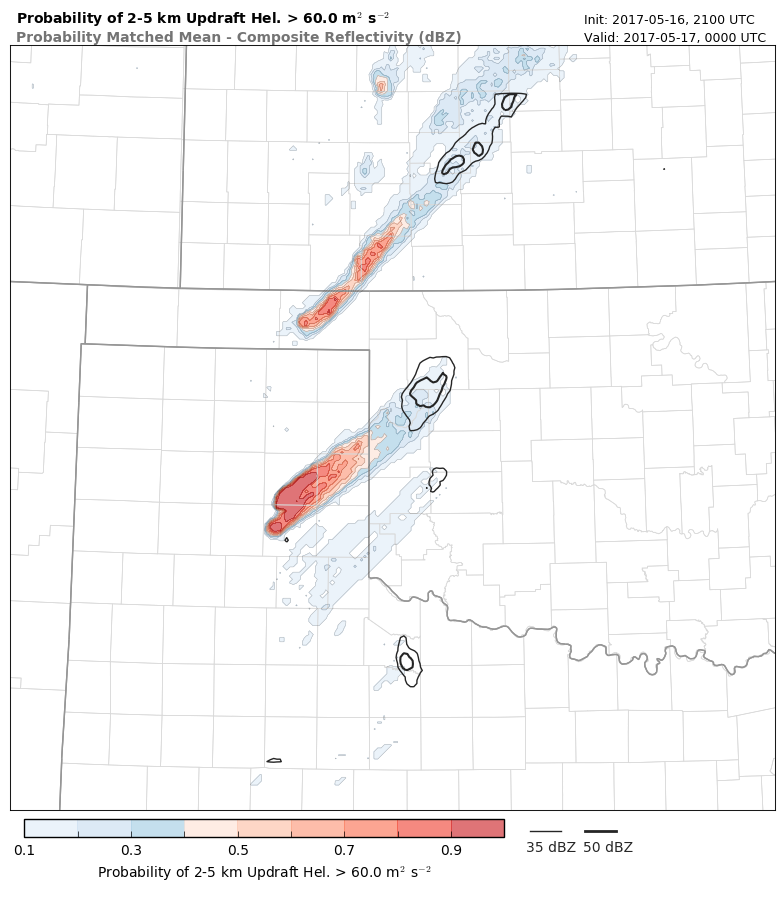 Probability of 2-5 km Updraft Hel. > 60.0 m² s⁻²
Init: 2017-05-16, 2100 UTC
Probability Matched Mean - Composite Reflectivity (dBZ)
Valid: 2017-05-17, 0000 UTC
0.1 0.3 0.5 0.7 0.9
35 dBZ 50 dBZ
Probability of 2-5 km Updraft Hel. > 60.0 m² s⁻²